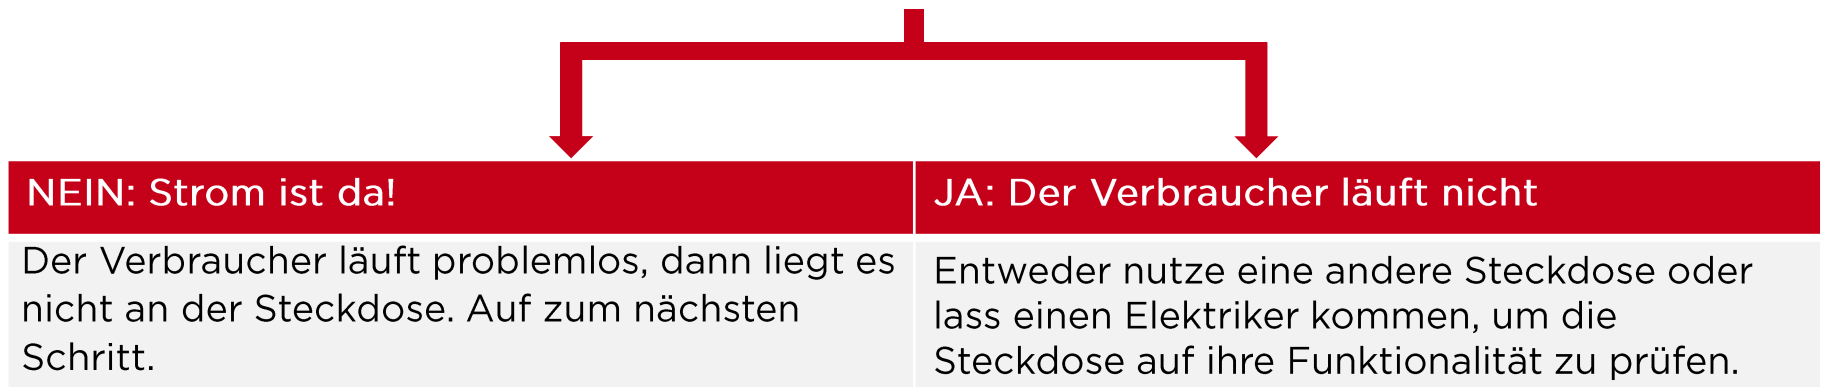 NEIN: Strom ist da!
Der Verbraucher läuft problemlos, dann liegt es
nicht an der Steckdose. Auf zum nächsten
Schritt.
JA: Der Verbraucher läuft nicht
Entweder nutze eine andere Steckdose oder
lass einen Elektriker kommen, um die
Steckdose auf ihre Funktionalität zu prüfen.